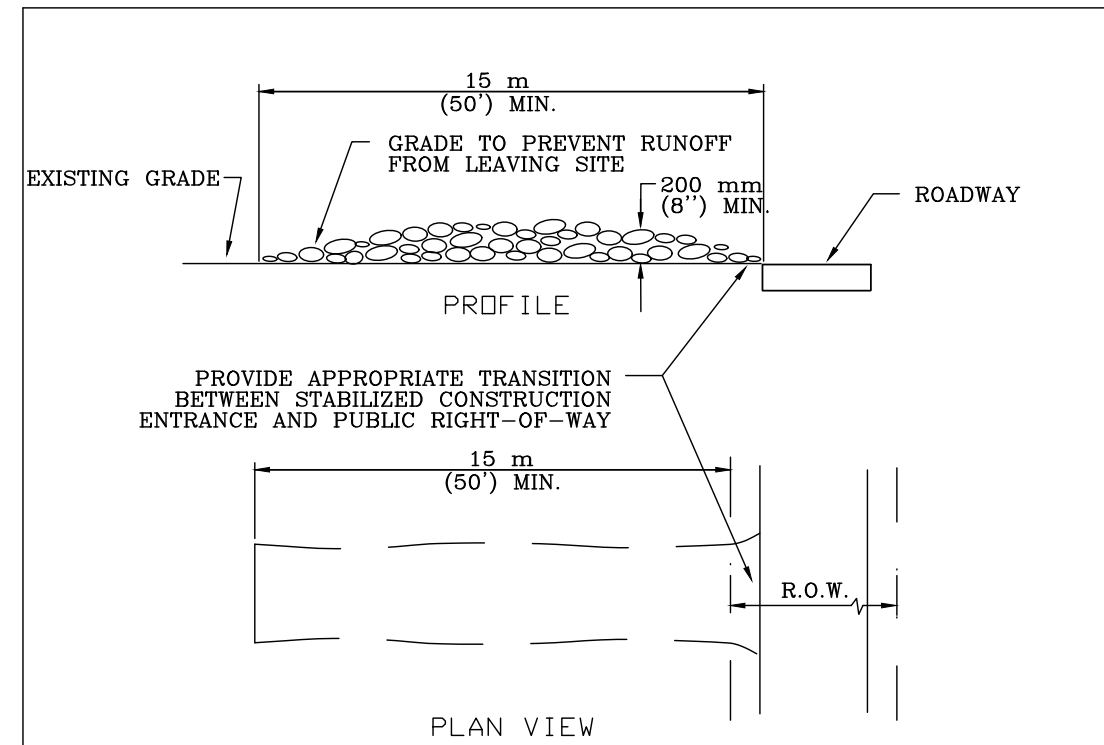 15 m
(50') MIN.
GRADE TO PREVENT RUNOFF
FROM LEAVING SITE
EXISTING GRADE
200 mm
(8'') MIN.
ROADWAY
PROFILE
PROVIDE APPROPRIATE TRANSITION
BETWEEN STABILIZED CONSTRUCTION
ENTRANCE AND PUBLIC RIGHT-OF-WAY
15 m
(50') MIN.
R.O.W.
PLAN VIEW